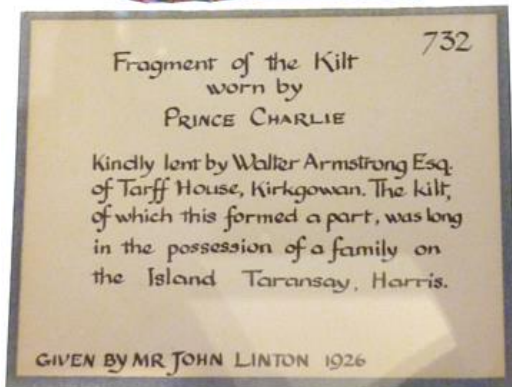 732
Fragment of the Kilt
worn by
PRINCE CHARLIE
Kindly lent by Walter Armstrong Esq.
of Tarff House, Kirkgowan. The kilt,
of which this formed a part, was long
in the possession of a family on
the Island Taransay, Harris.
GIVEN BY MR JOHN LINTON 1926